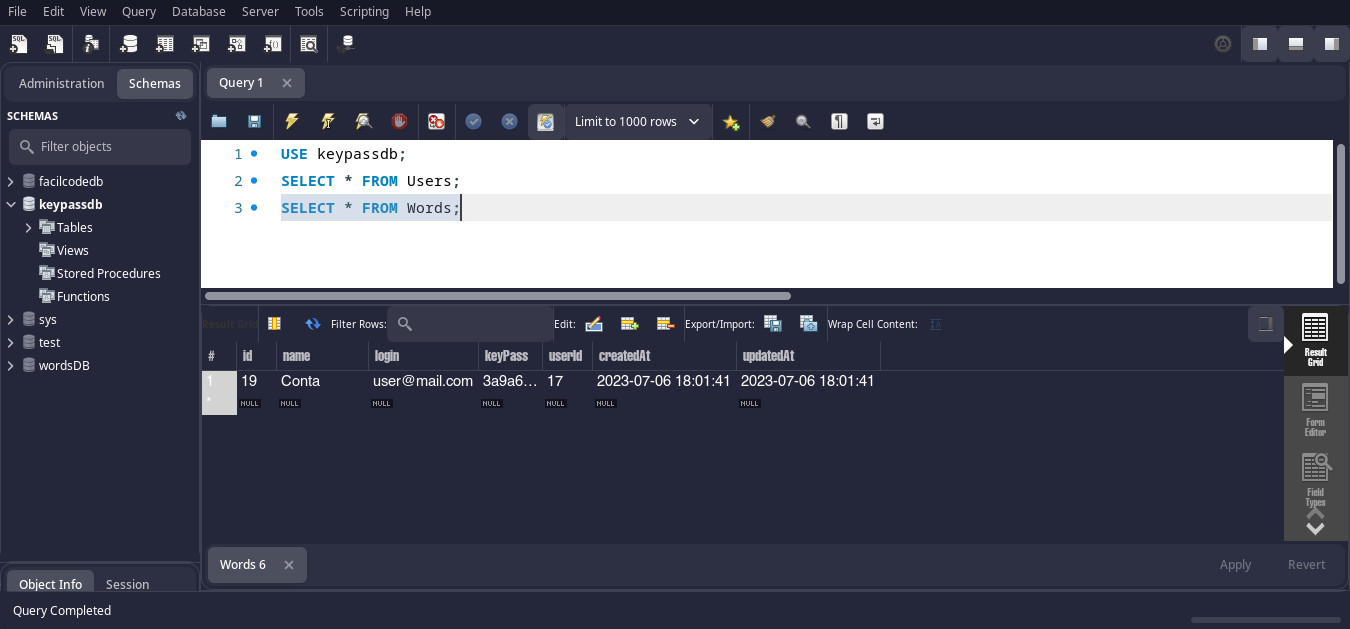 File Edit View Query Database Server Tools Scripting Help
SQL SQL
Administration Schemas Query 1
SCHEMAS
Filter objects
Limit to 1000 rows
facilcodedb
keypassdb
Tables
Views
Stored Procedures
Functions
sys
test
wordsDB
1 USE keypassdb;
2 SELECT * FROM Users;
3 SELECT * FROM Words;
Result Grid Filter Rows: Edit: Export/Import: Wrap Cell Content:
# id name login keyPass userId createdAt updatedAt
1 19 Conta user@mail.com 3a9a6... 17 2023-07-06 18:01:41 2023-07-06 18:01:41
* NULL NULL NULL NULL NULL NULL NULL
Result
Grid
Form
Editor
Field
Types
Words 6 Apply Revert
Object Info Session
Query Completed